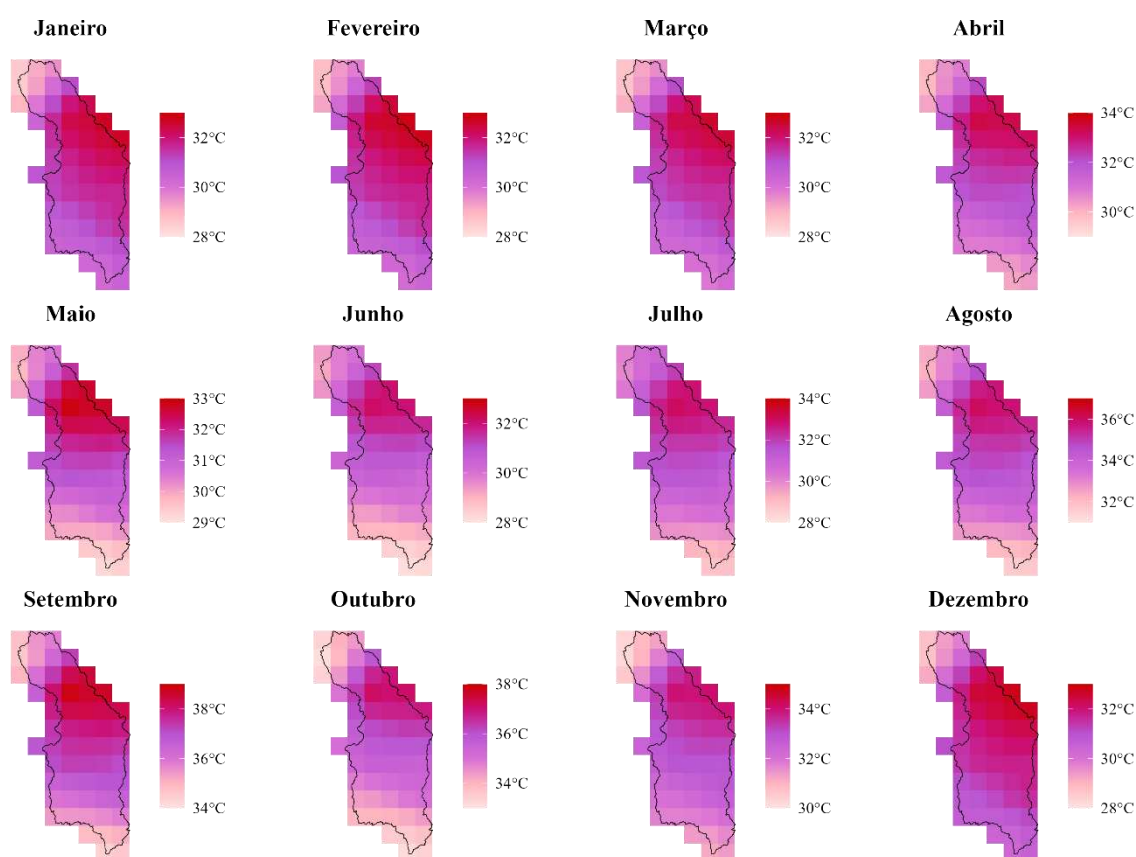 Janeiro
Fevereiro
Março
Abril
32°C
30°C
28°C
32°C
30°C
28°C
32°C
30°C
28°C
34°C
32°C
30°C
Maio
Junho
Julho
Agosto
33°C
32°C
31°C
30°C
29°C
32°C
30°C
28°C
34°C
32°C
30°C
28°C
36°C
34°C
32°C
Setembro
Outubro
Novembro
Dezembro
38°C
36°C
34°C
38°C
36°C
34°C
34°C
32°C
30°C
32°C
30°C
28°C